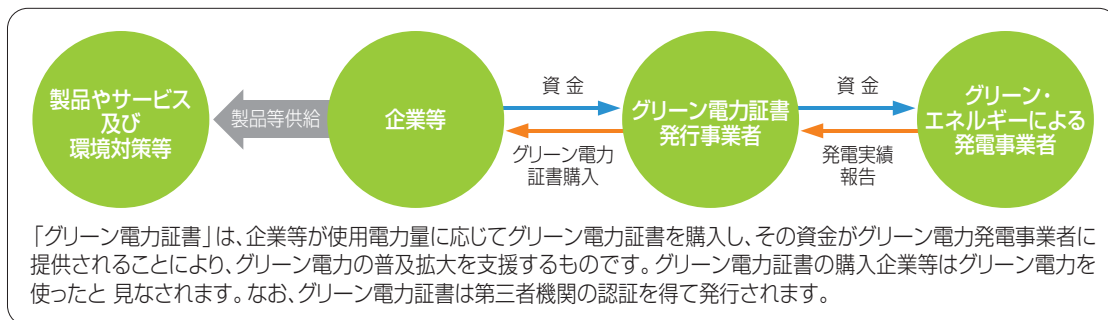 製品やサービス
及び
環境対策等
製品等供給
企業等
資金
グリーン電力
証書購入
グリーン電力証書
発行事業者
資金
発電実績
報告
グリーン・
エネルギーによる
発電事業者
「グリーン電力証書」は、企業等が使用電力量に応じてグリーン電力証書を購入し、その資金がグリーン電力発電事業者に
提供されることにより、グリーン電力の普及拡大を支援するものです。グリーン電力証書の購入企業等はグリーン電力を
使ったと 見なされます。なお、グリーン電力証書は第三者機関の認証を得て発行されます。